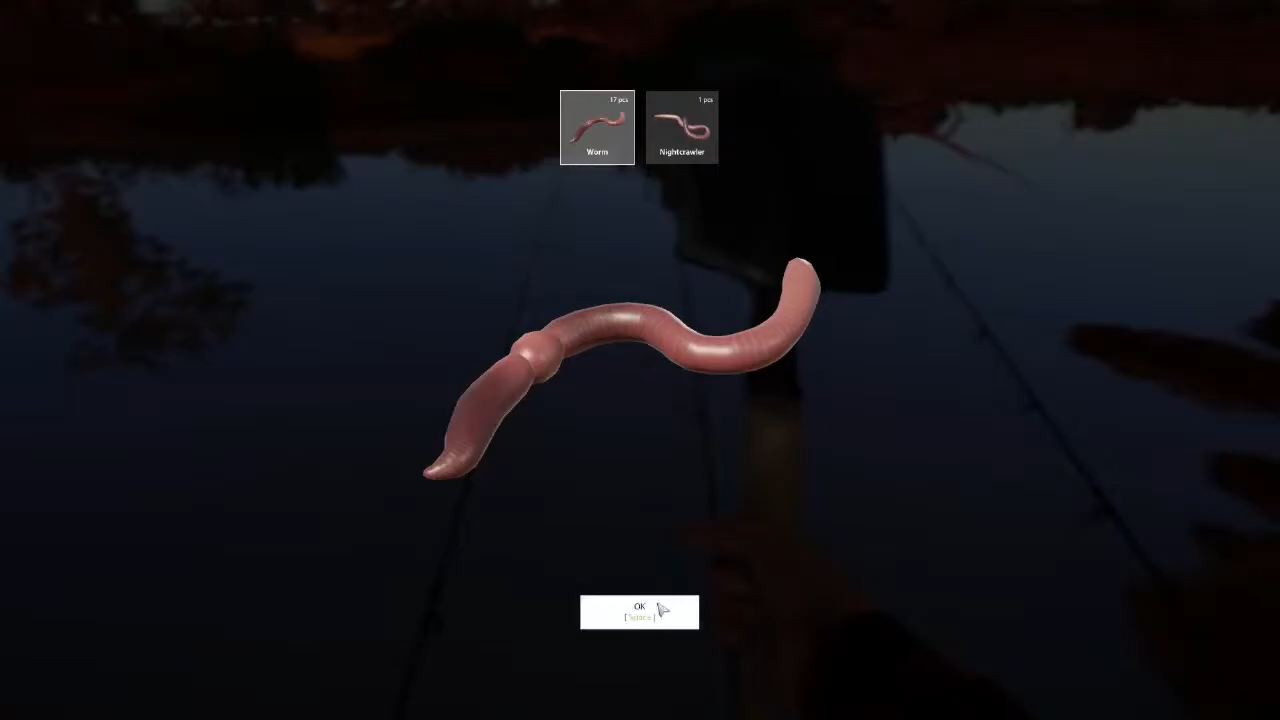 17 pcs
1 pcs
Worm
Nightcrawler
OK
[ Space ]